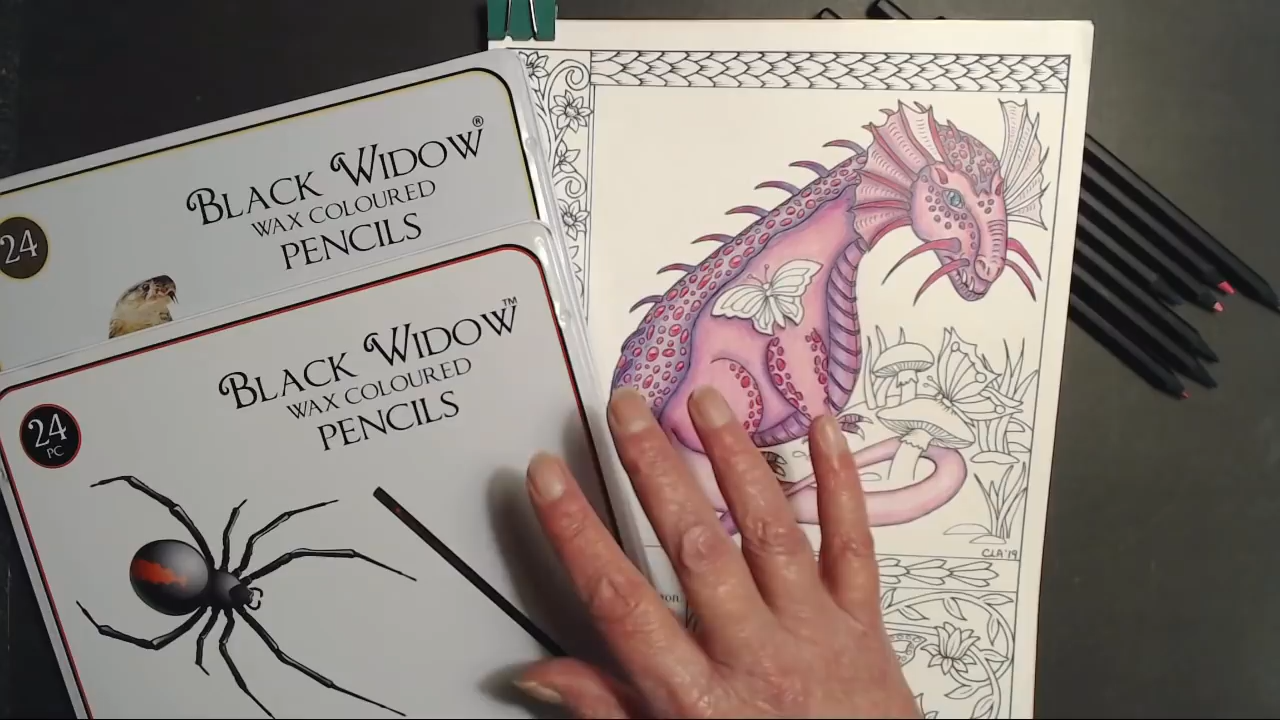 BLACK WIDOW®
WAX COLOURED
PENCILS
24
BLACK WIDOW™
WAX COLOURED
PENCILS
24
PC
CLA '19